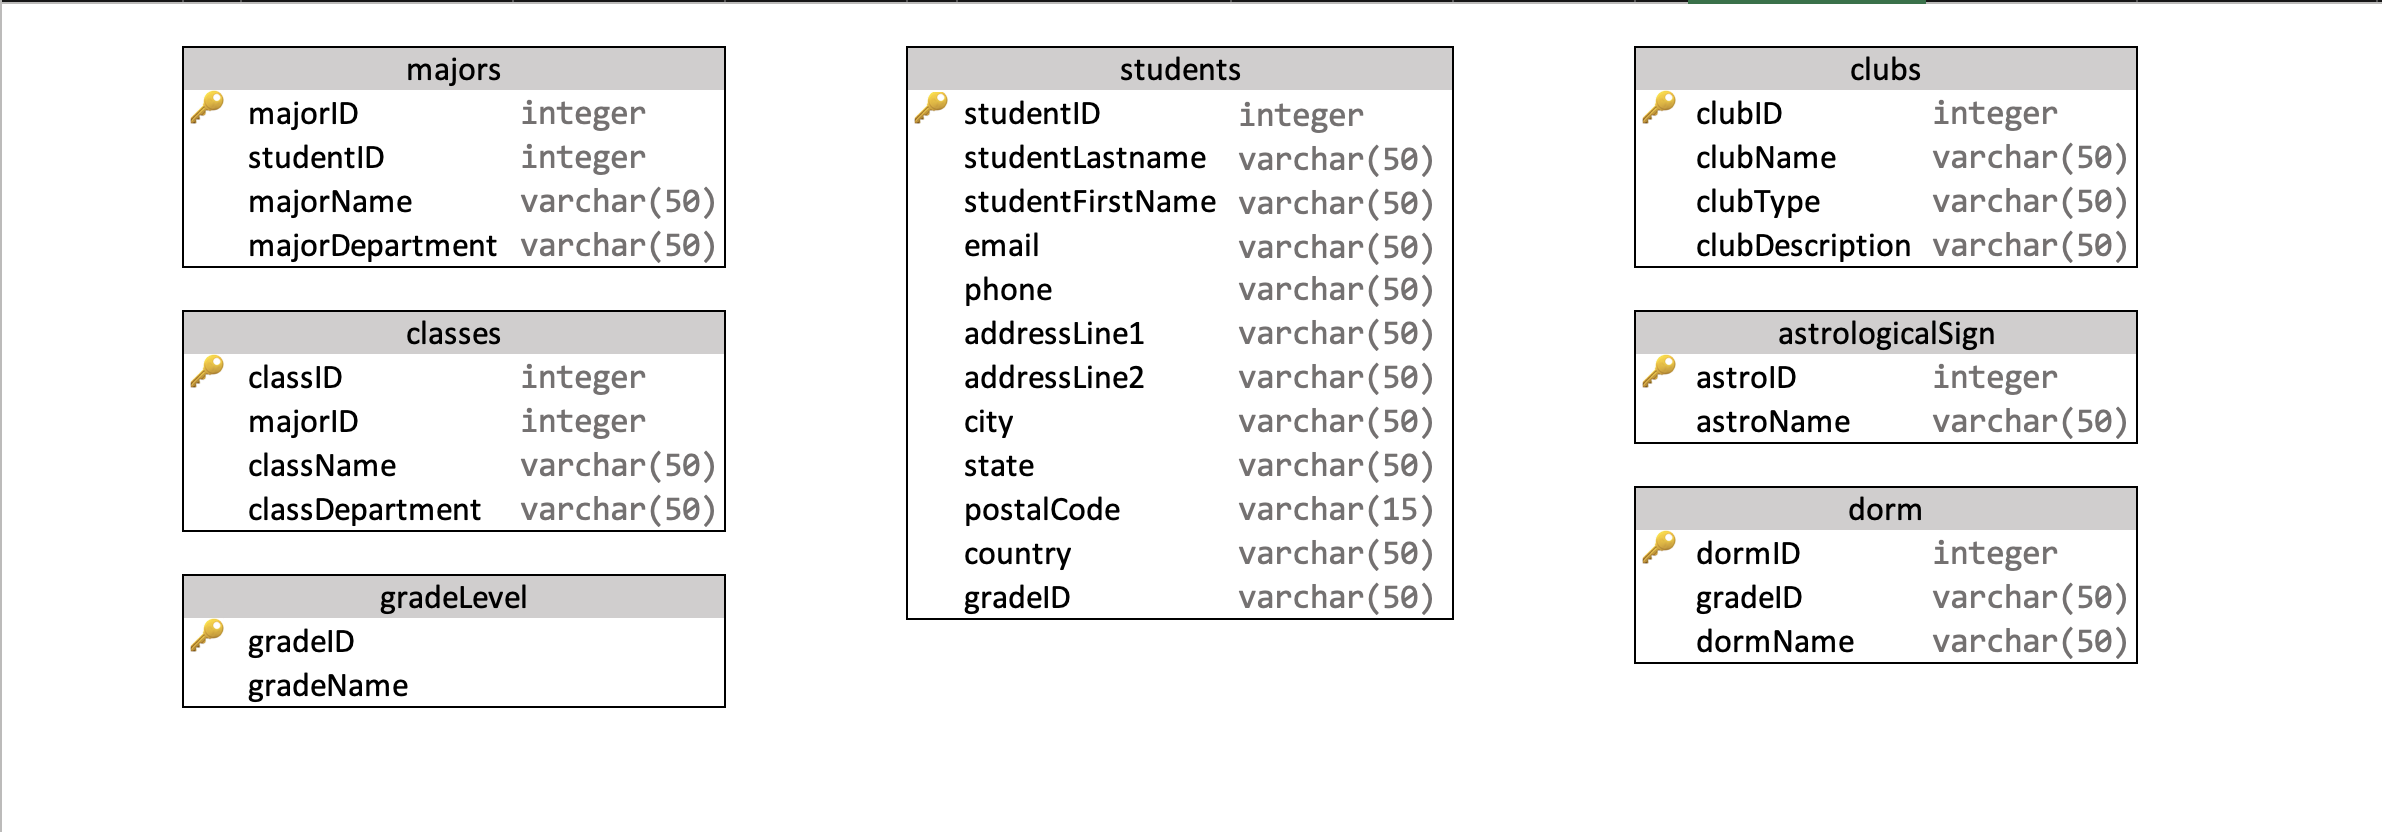 majors
majorID integer
studentID integer
majorName varchar(50)
majorDepartment varchar(50)
classes
classID integer
majorID integer
className varchar(50)
classDepartment varchar(50)
gradeLevel
gradeID
gradeName
students
studentID integer
studentLastname varchar(50)
studentFirstName varchar(50)
email varchar(50)
phone varchar(50)
addressLine1 varchar(50)
addressLine2 varchar(50)
city varchar(50)
state varchar(50)
postalCode varchar(15)
country varchar(50)
gradeID varchar(50)
clubs
clubID integer
clubName varchar(50)
clubType varchar(50)
clubDescription varchar(50)
astrologicalSign
astroID integer
astroName varchar(50)
dorm
dormID integer
gradeID varchar(50)
dormName varchar(50)